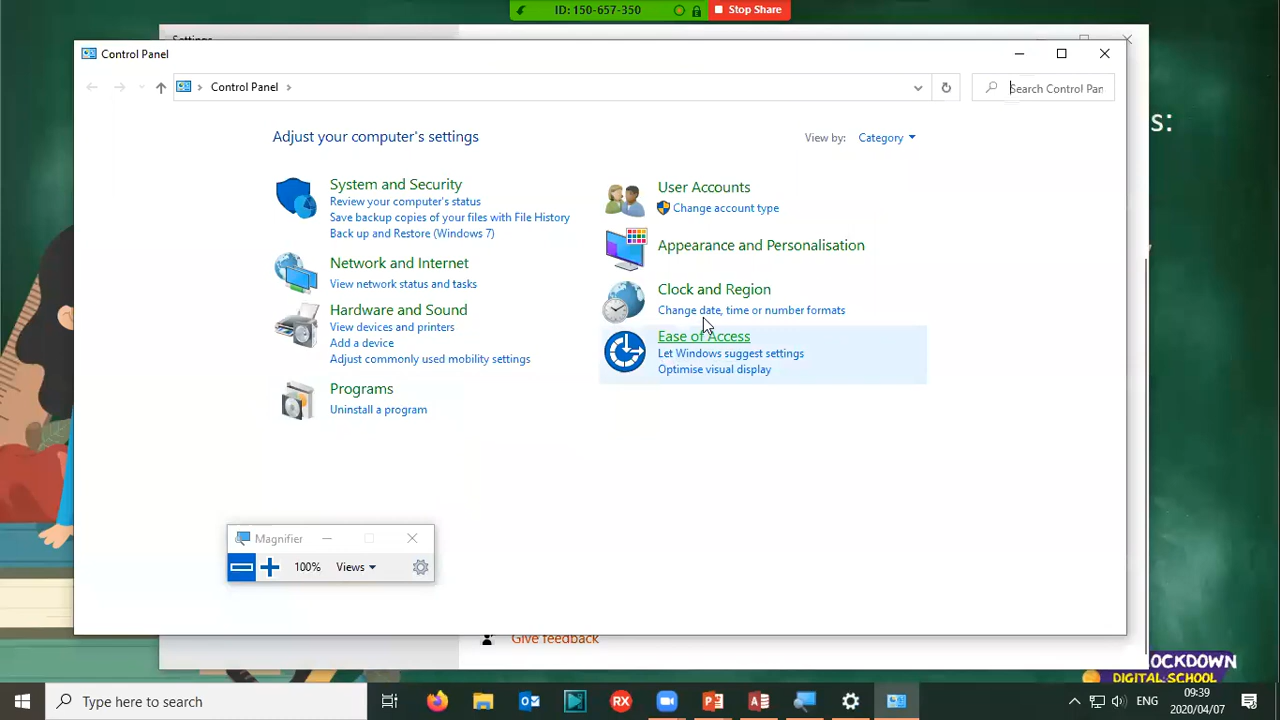 ID: 150-657-350
Stop Share
Control Panel
Control Panel
Search Control Pan
s:
Adjust your computer's settings
View by: Category
System and Security
Review your computer's status
Save backup copies of your files with File History
Back up and Restore (Windows 7)
Network and Internet
View network status and tasks
Hardware and Sound
View devices and printers
Add a device
Adjust commonly used mobility settings
Programs
Uninstall a program
User Accounts
Change account type
Appearance and Personalisation
Clock and Region
Change date, time or number formats
Ease of Access
Let Windows suggest settings
Optimise visual display
Magnifier
100% Views
Give feedback
OCKDOWN
DIGITAL SCHOOL
Type here to search
RX
ENG
09:39
2020/04/07